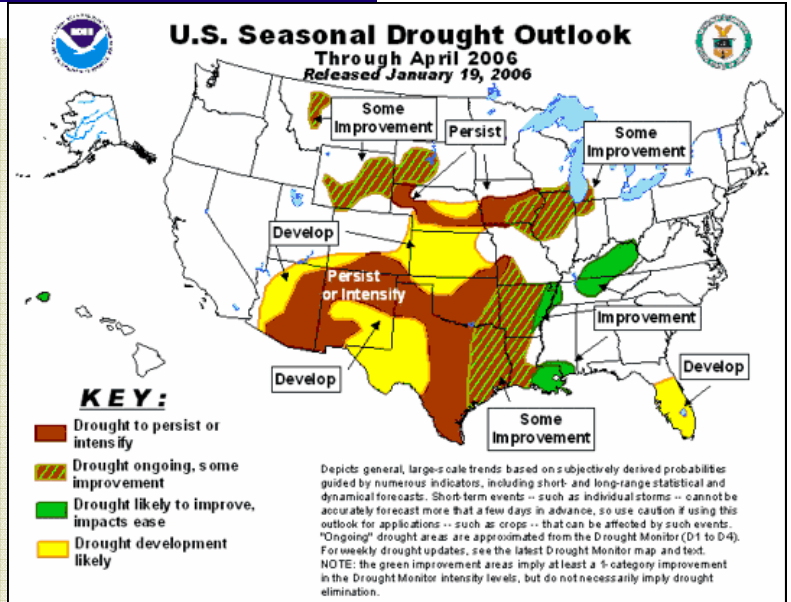 U.S. Seasonal Drought Outlook
Through April 2006
Released January 19, 2006
Some
Improvement
Persist
Some
Improvement
Develop
Persist
or Intensify
Improvement
Develop
Develop
Some
Improvement
KEY:
Drought to persist or
intensify
Drought ongoing, some
improvement
Drought likely to improve,
impacts ease
Drought development
likely
Depicts general, large-scale trends based on subjectively derived probabilities
guided by numerous indicators, including short- and long-range statistical and
dynamical forecasts. Short-term events -- such as individual storms -- cannot be
accurately forecast more that a few days in advance, so use caution if using this
outlook for applications -- such as crops -- that can be affected by such events.
"Ongoing" drought areas are approximated from the Drought Monitor (D1 to D4).
For weekly drought updates, see the latest Drought Monitor map and text.
NOTE: the green improvement areas imply at least a 1-category improvement
in the Drought Monitor intensity levels, but do not necessarily imply drought
elimination.